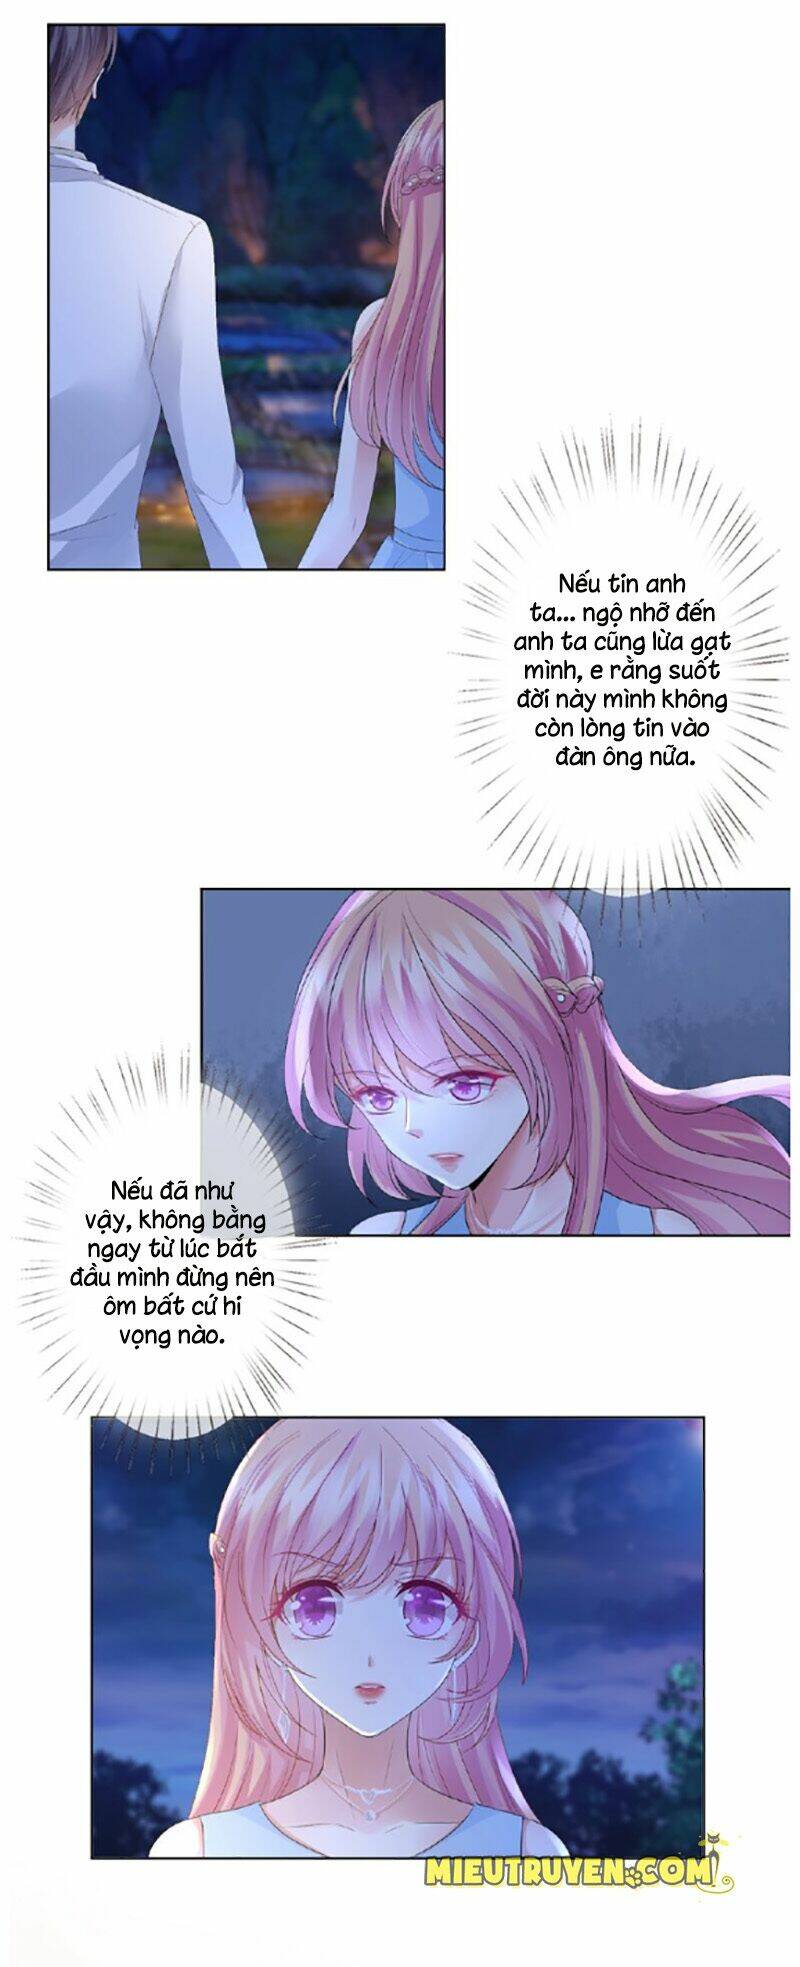 Nếu tin anh
ta... ngộ nhỡ đến
anh ta cũng lừa gạt
mình, e rằng suốt
đời này mình không
còn lòng tin vào
đàn ông nữa.
Nếu đã như
vậy, không bằng
ngay từ lúc bắt
đầu mình đừng nên
ôm bất cứ hi
vọng nào.
MIEUTRUYEN.COM